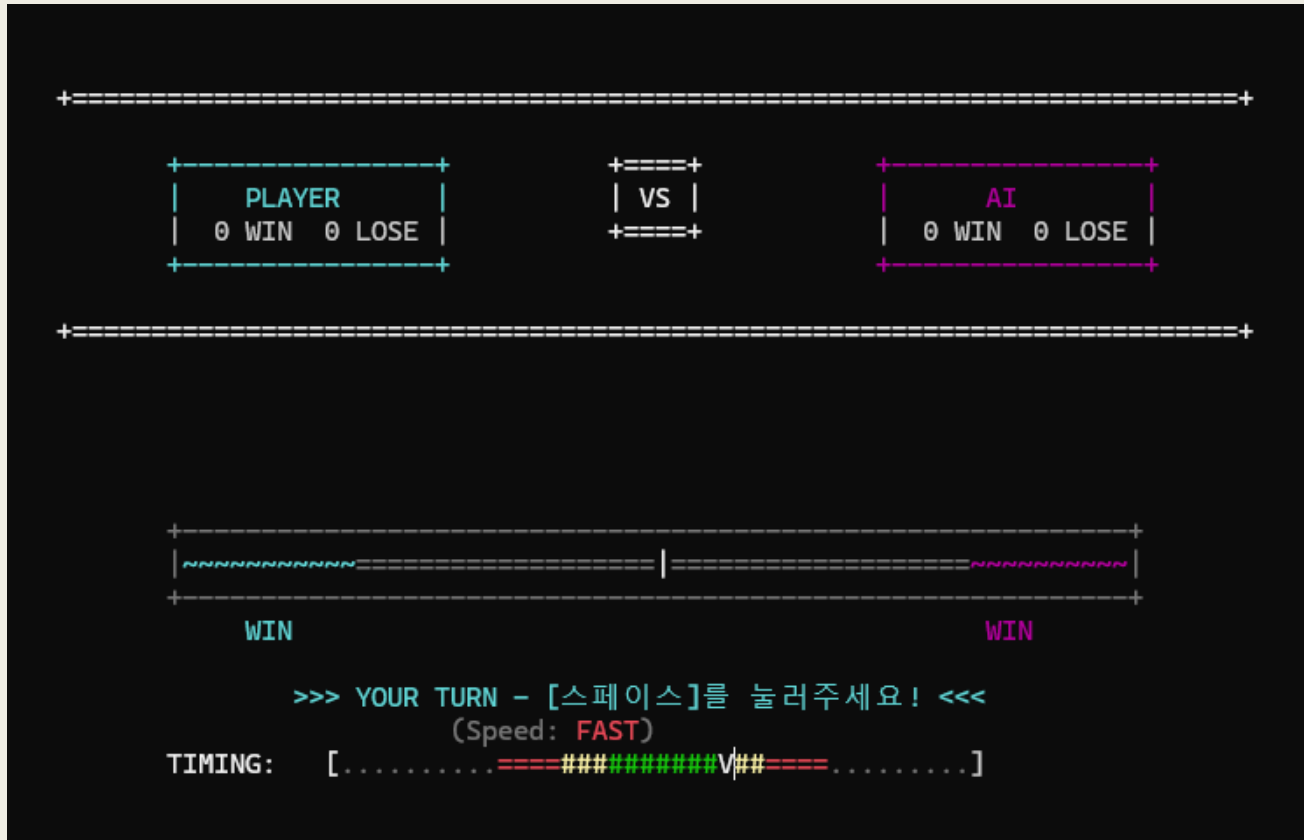 +==========================================================================+
+----------------+ +====+ +----------------+
| PLAYER | | VS | | AI |
| 0 WIN 0 LOSE | +====+ | 0 WIN 0 LOSE |
+----------------+ +----------------+
+==========================================================================+
+------------------------------------------------------------+
|~~~~~~~~~~~===================|===================~~~~~~~~~~|
+------------------------------------------------------------+
WIN WIN
>>> YOUR TURN - [스페이스]를 눌러주세요! <<<
(Speed: FAST)
TIMING: [..........====##########V##====.........]